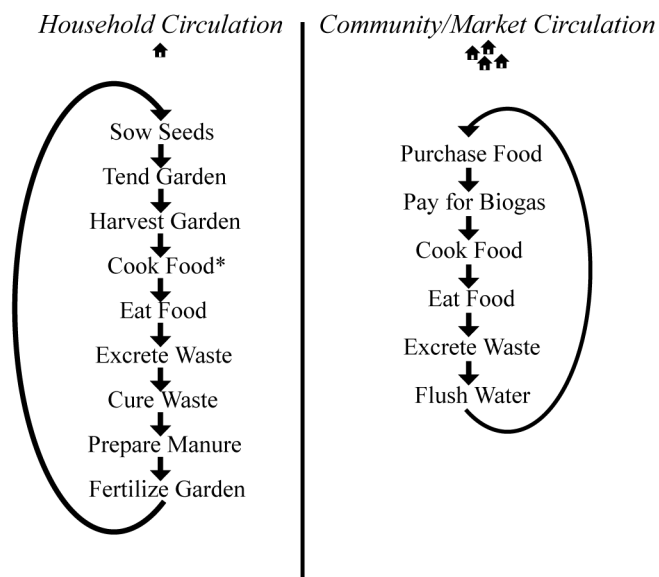 Household Circulation
Sow Seeds
Tend Garden
Harvest Garden
Cook Food*
Eat Food
Excrete Waste
Cure Waste
Prepare Manure
Fertilize Garden
Community/Market Circulation
Purchase Food
Pay for Biogas
Cook Food
Eat Food
Excrete Waste
Flush Water